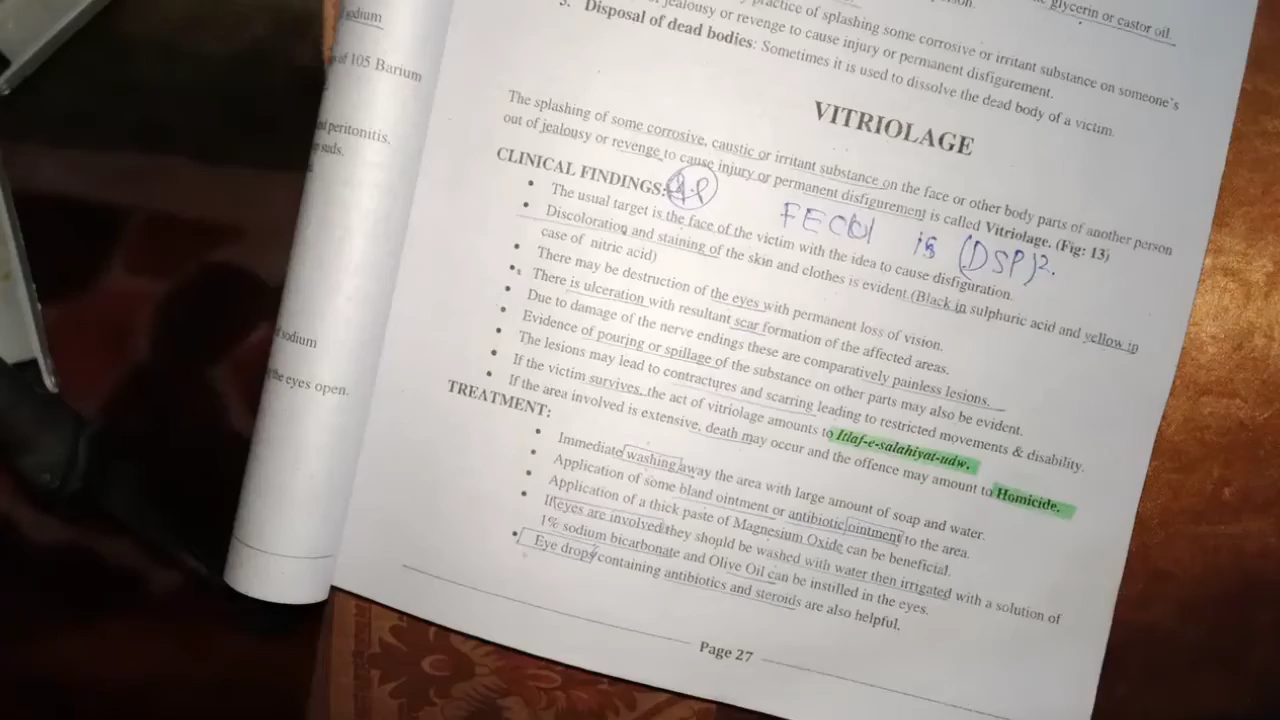 sodium
of 105 Barium
nd peritonitis.
suds.
sodium
the eyes open.
glycerin or castor oil.
practice of splashing some corrosive or irritant substance on someone's
jealousy or revenge to cause injury or permanent disfigurement.
Disposal of dead bodies: Sometimes it is used to dissolve the dead body of a victim.
VITRIOLAGE
The splashing of some corrosive, caustic or irritant substance on the face or other body parts of another person
out of jealousy or revenge to cause injury or permanent disfigurement is called Vitriolage. (Fig: 13)
CLINICAL FINDINGS:
FECCl is (DSP)2.
• The usual target is the face of the victim with the idea to cause disfiguration.
• Discoloration and staining of the skin and clothes is evident (Black in sulphuric acid and yellow in
case of nitric acid)
• There may be destruction of the eyes with permanent loss of vision.
• There is ulceration with resultant scar formation of the affected areas.
• Due to damage of the nerve endings these are comparatively painless lesions.
• Evidence of pouring or spillage of the substance on other parts may also be evident.
• The lesions may lead to contractures and scarring leading to restricted movements & disability.
• If the victim survives, the act of vitriolage amounts to Itlaf-e-salahiyat-udw.
• If the area involved is extensive, death may occur and the offence may amount to Homicide.
TREATMENT:
• Immediate washing away the area with large amount of soap and water.
• Application of some bland ointment or antibiotic ointment to the area.
• Application of a thick paste of Magnesium Oxide can be beneficial.
• If eyes are involved they should be washed with water then irrigated with a solution of
1% sodium bicarbonate and Olive Oil can be instilled in the eyes.
• Eye drops containing antibiotics and steroids are also helpful.
Page 27